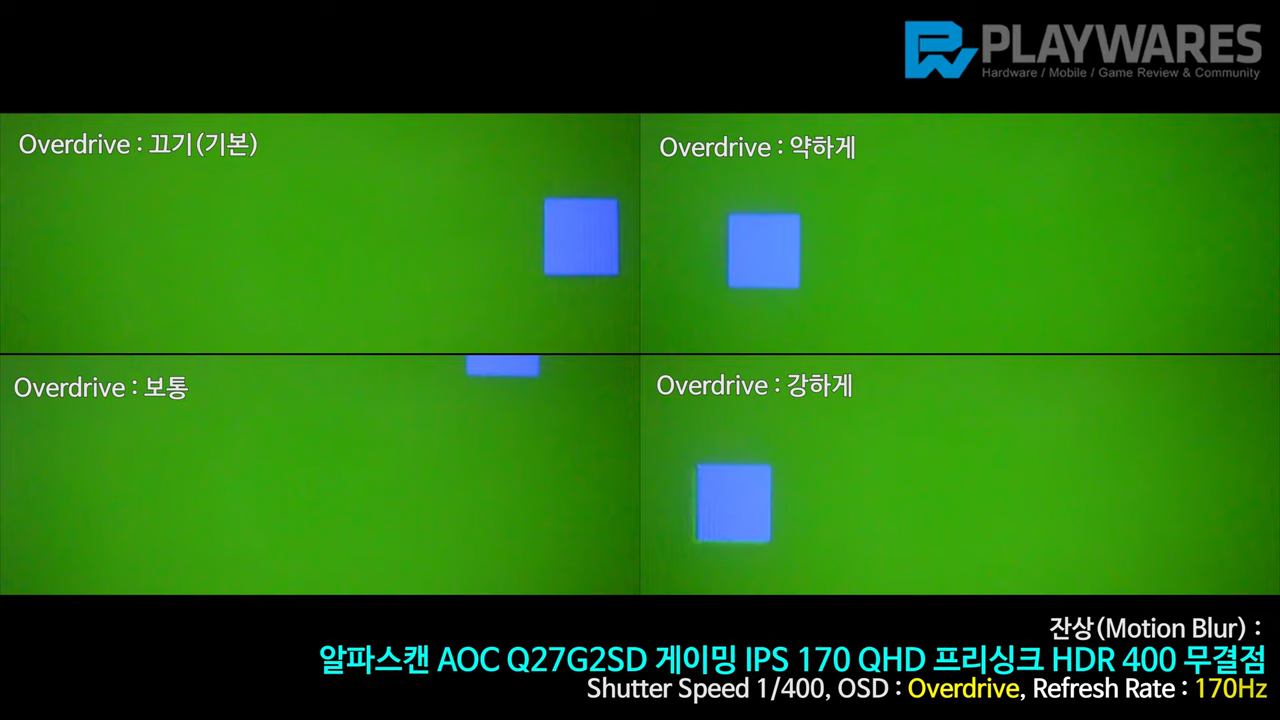 PLAYWARES
Hardware / Mobile / Game Review & Community
Overdrive : 끄기(기본)
Overdrive : 약하게
Overdrive : 보통
Overdrive : 강하게
잔상(Motion Blur) :
알파스캔 AOC Q27G2SD 게이밍 IPS 170 QHD 프리싱크 HDR 400 무결점
Shutter Speed 1/400, OSD : Overdrive, Refresh Rate : 170Hz